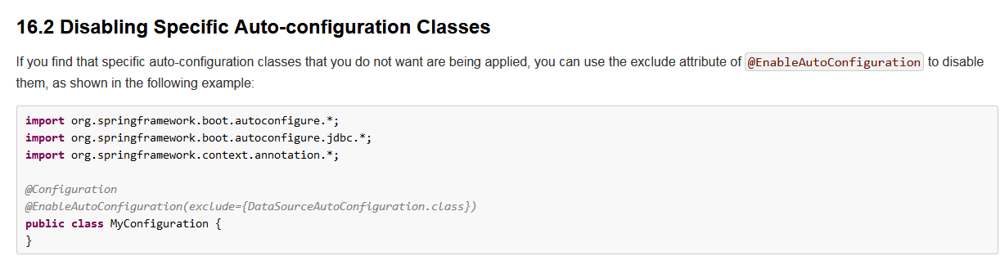 16.2 Disabling Specific Auto-configuration Classes
If you find that specific auto-configuration classes that you do not want are being applied, you can use the exclude attribute of @EnableAutoConfiguration to disable
them, as shown in the following example:
import org.springframework.boot.autoconfigure.*;
import org.springframework.boot.autoconfigure.jdbc.*;
import org.springframework.context.annotation.*;
@Configuration
@EnableAutoConfiguration(exclude={DataSourceAutoConfiguration.class})
public class MyConfiguration {
}